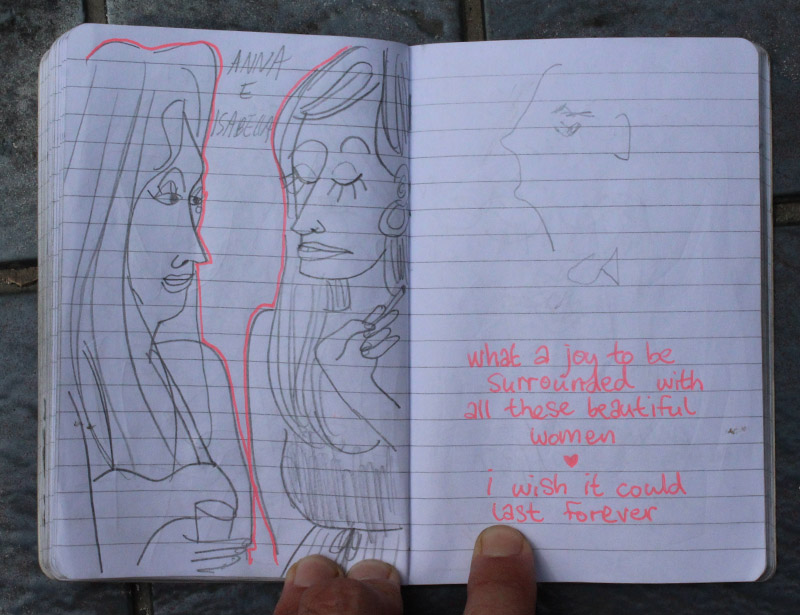 ANNA
E
ISABELLA
what a joy to be
surrounded with
all these beautiful
women
i wish it could
last forever